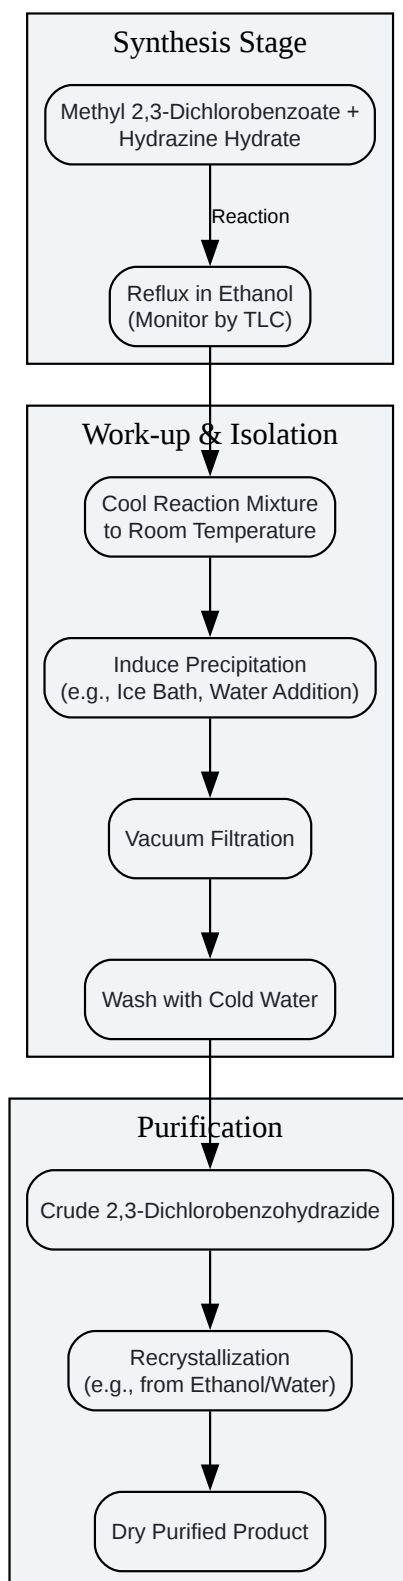 Synthesis Stage
Methyl 2,3-Dichlorobenzoate +
Hydrazine Hydrate
Reaction
Reflux in Ethanol
(Monitor by TLC)
Work-up & Isolation
Cool Reaction Mixture
to Room Temperature
Induce Precipitation
(e.g., Ice Bath, Water Addition)
Vacuum Filtration
Wash with Cold Water
Purification
Crude 2,3-Dichlorobenzohydrazide
Recrystallization
(e.g., from Ethanol/Water)
Dry Purified Product